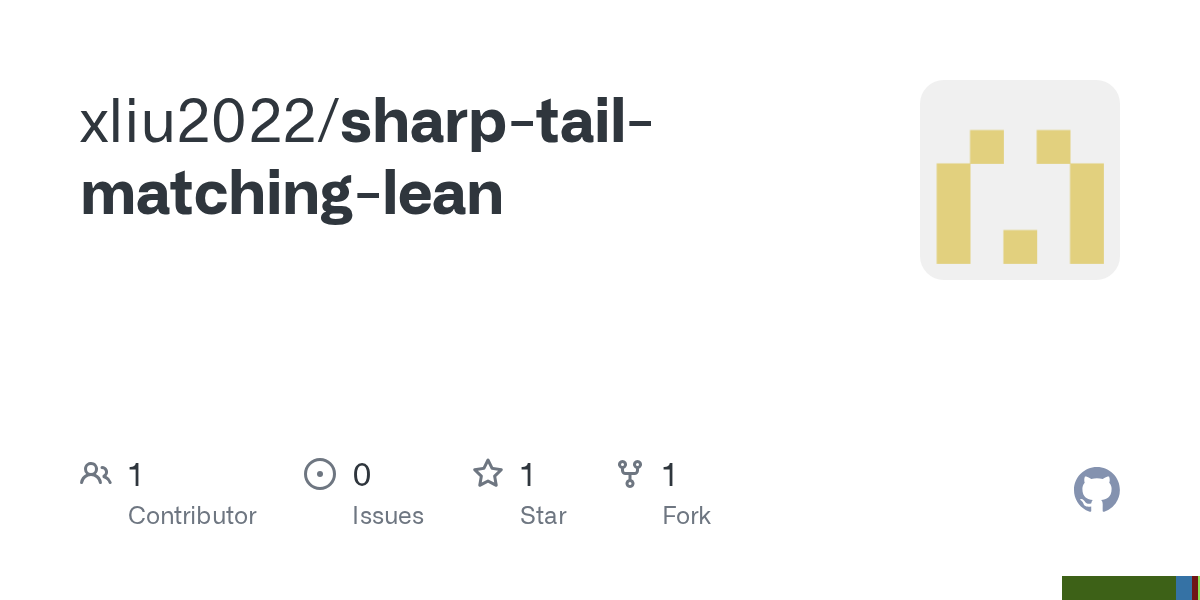 xliu2022/sharp-tail-
matching-lean
1 0 1 1
Contributor Issues Star Fork